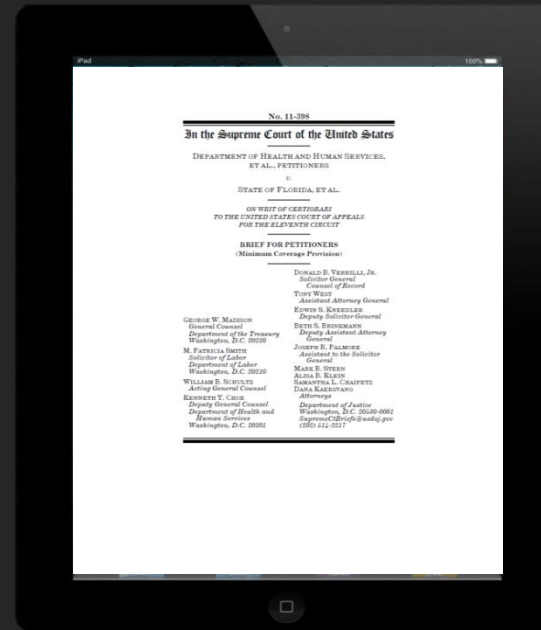 iPad
100%
No. 11-398
In the Supreme Court of the United States
DEPARTMENT OF HEALTH AND HUMAN SERVICES,
ET AL., PETITIONERS
v.
STATE OF FLORIDA, ET AL.
ON WRIT OF CERTIORARI
TO THE UNITED STATES COURT OF APPEALS
FOR THE ELEVENTH CIRCUIT
BRIEF FOR PETITIONERS
(Minimum Coverage Provision)
GEORGE W. MADISON
General Counsel
Department of the Treasury
Washington, D.C. 20220
M. PATRICIA SMITH
Solicitor of Labor
Department of Labor
Washington, D.C. 20210
WILLIAM B. SCHULTZ
Acting General Counsel
KENNETH Y. CHOE
Deputy General Counsel
Department of Health and
Human Services
Washington, D.C. 20201
DONALD B. VERRILLI, JR.
Solicitor General
Counsel of Record
TONY WEST
Assistant Attorney General
EDWIN S. KNEEDLER
Deputy Solicitor General
BETH S. BRINKMANN
Deputy Assistant Attorney
General
JOSEPH R. PALMORE
Assistant to the Solicitor
General
MARK B. STERN
ALISA B. KLEIN
SAMANTHA L. CHAIFETZ
DANA KAERSVANG
Attorneys
Department of Justice
Washington, D.C. 20530-0001
SupremeCtBriefs@usdoj.gov
(202) 514-2217